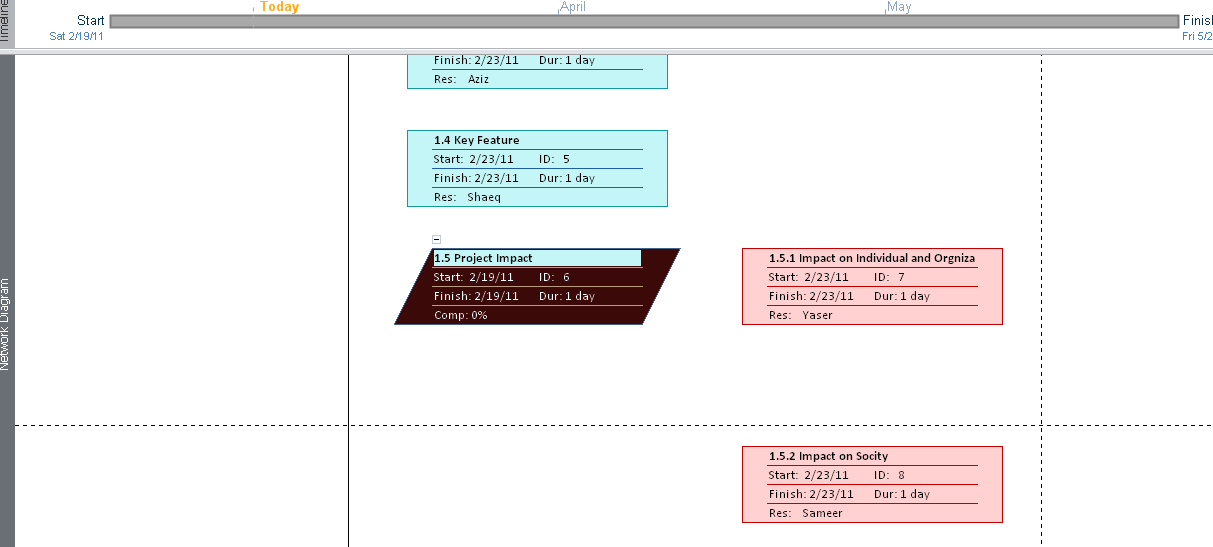 Timeline
Today
April
May
Start
Sat 2/19/11
Finish
Fri 5/2
Network Diagram
Finish: 2/23/11 Dur: 1 day
Res: Aziz
1.4 Key Feature
Start: 2/23/11 ID: 5
Finish: 2/23/11 Dur: 1 day
Res: Shaeq
1.5 Project Impact
Start: 2/19/11 ID: 6
Finish: 2/19/11 Dur: 1 day
Comp: 0%
1.5.1 Impact on Individual and Orgniza
Start: 2/23/11 ID: 7
Finish: 2/23/11 Dur: 1 day
Res: Yaser
1.5.2 Impact on Socity
Start: 2/23/11 ID: 8
Finish: 2/23/11 Dur: 1 day
Res: Sameer